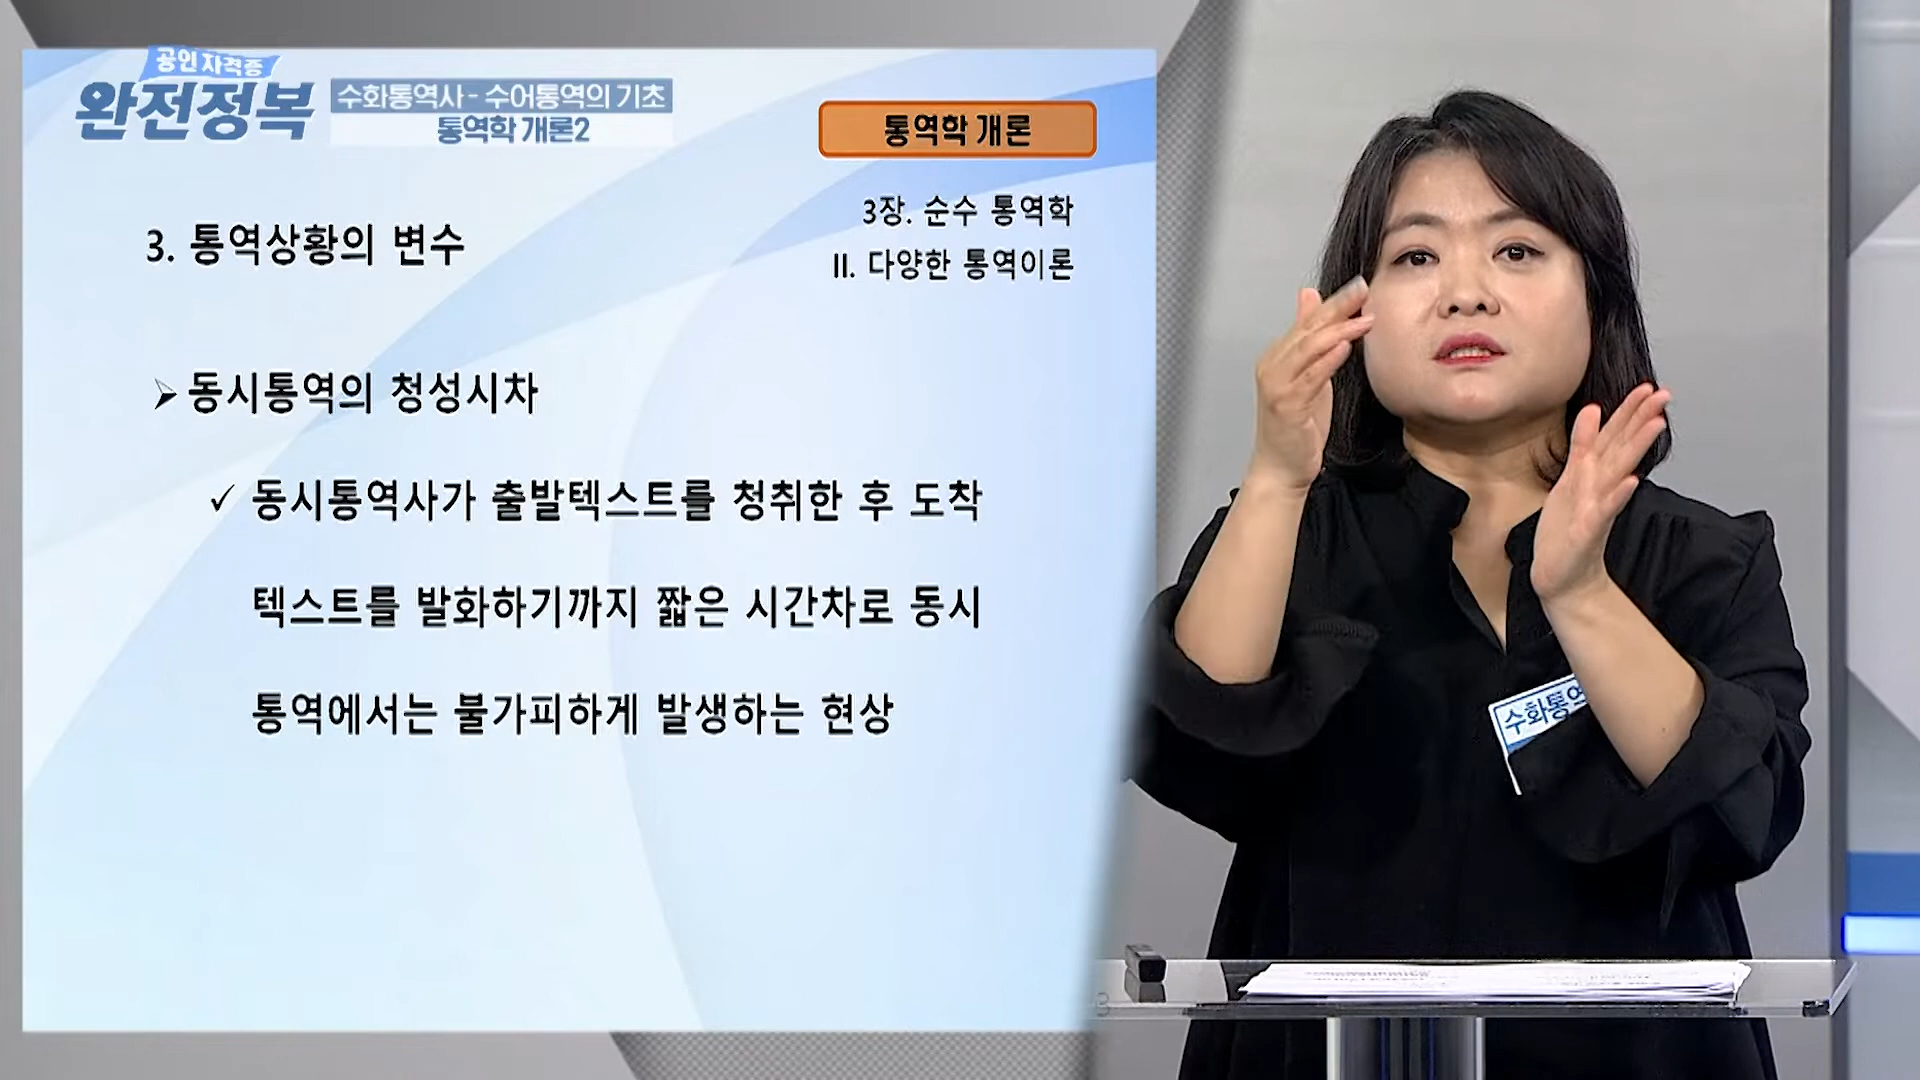 공인 자격증
완전정복
수화통역사 - 수어통역의 기초
통역학 개론2
통역학 개론
3장. 순수 통역학
II. 다양한 통역이론
3. 통역상황의 변수
➢ 동시통역의 청성시차
✓ 동시통역사가 출발텍스트를 청취한 후 도착
텍스트를 발화하기까지 짧은 시간차로 동시
통역에서는 불가피하게 발생하는 현상
수화통역